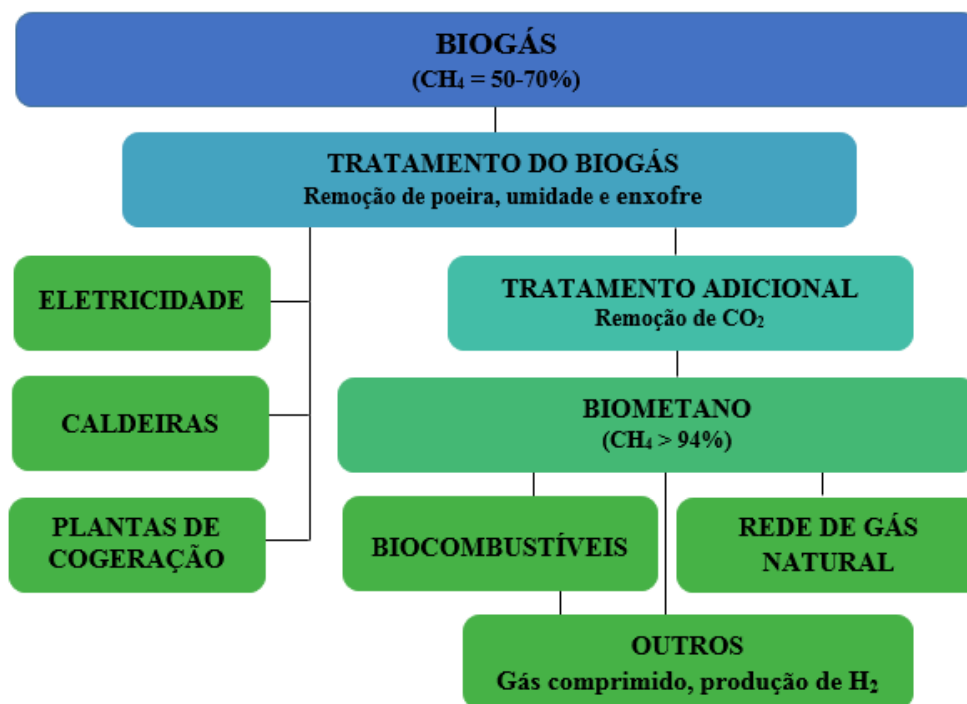 BIOGÁS
(CH₄ = 50-70%)
TRATAMENTO DO BIOGÁS
Remoção de poeira, umidade e enxofre
ELETRICIDADE
CALDEIRAS
PLANTAS DE
COGERAÇÃO
TRATAMENTO ADICIONAL
Remoção de CO₂
BIOMETANO
(CH₄ > 94%)
BIOCOMBUSTÍVEIS
REDE DE GÁS
NATURAL
OUTROS
Gás comprimido, produção de H₂